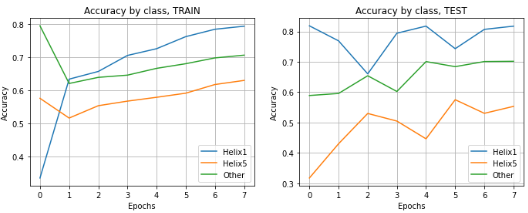 Accuracy by class, TRAIN
0.8
0.7
0.6
0.5
0.4
Accuracy
Helix1
Helix5
Other
0 1 2 3 4 5 6 7
Epochs
Accuracy by class, TEST
0.8
0.7
0.6
0.5
0.4
0.3
Accuracy
Helix1
Helix5
Other
0 1 2 3 4 5 6 7
Epochs